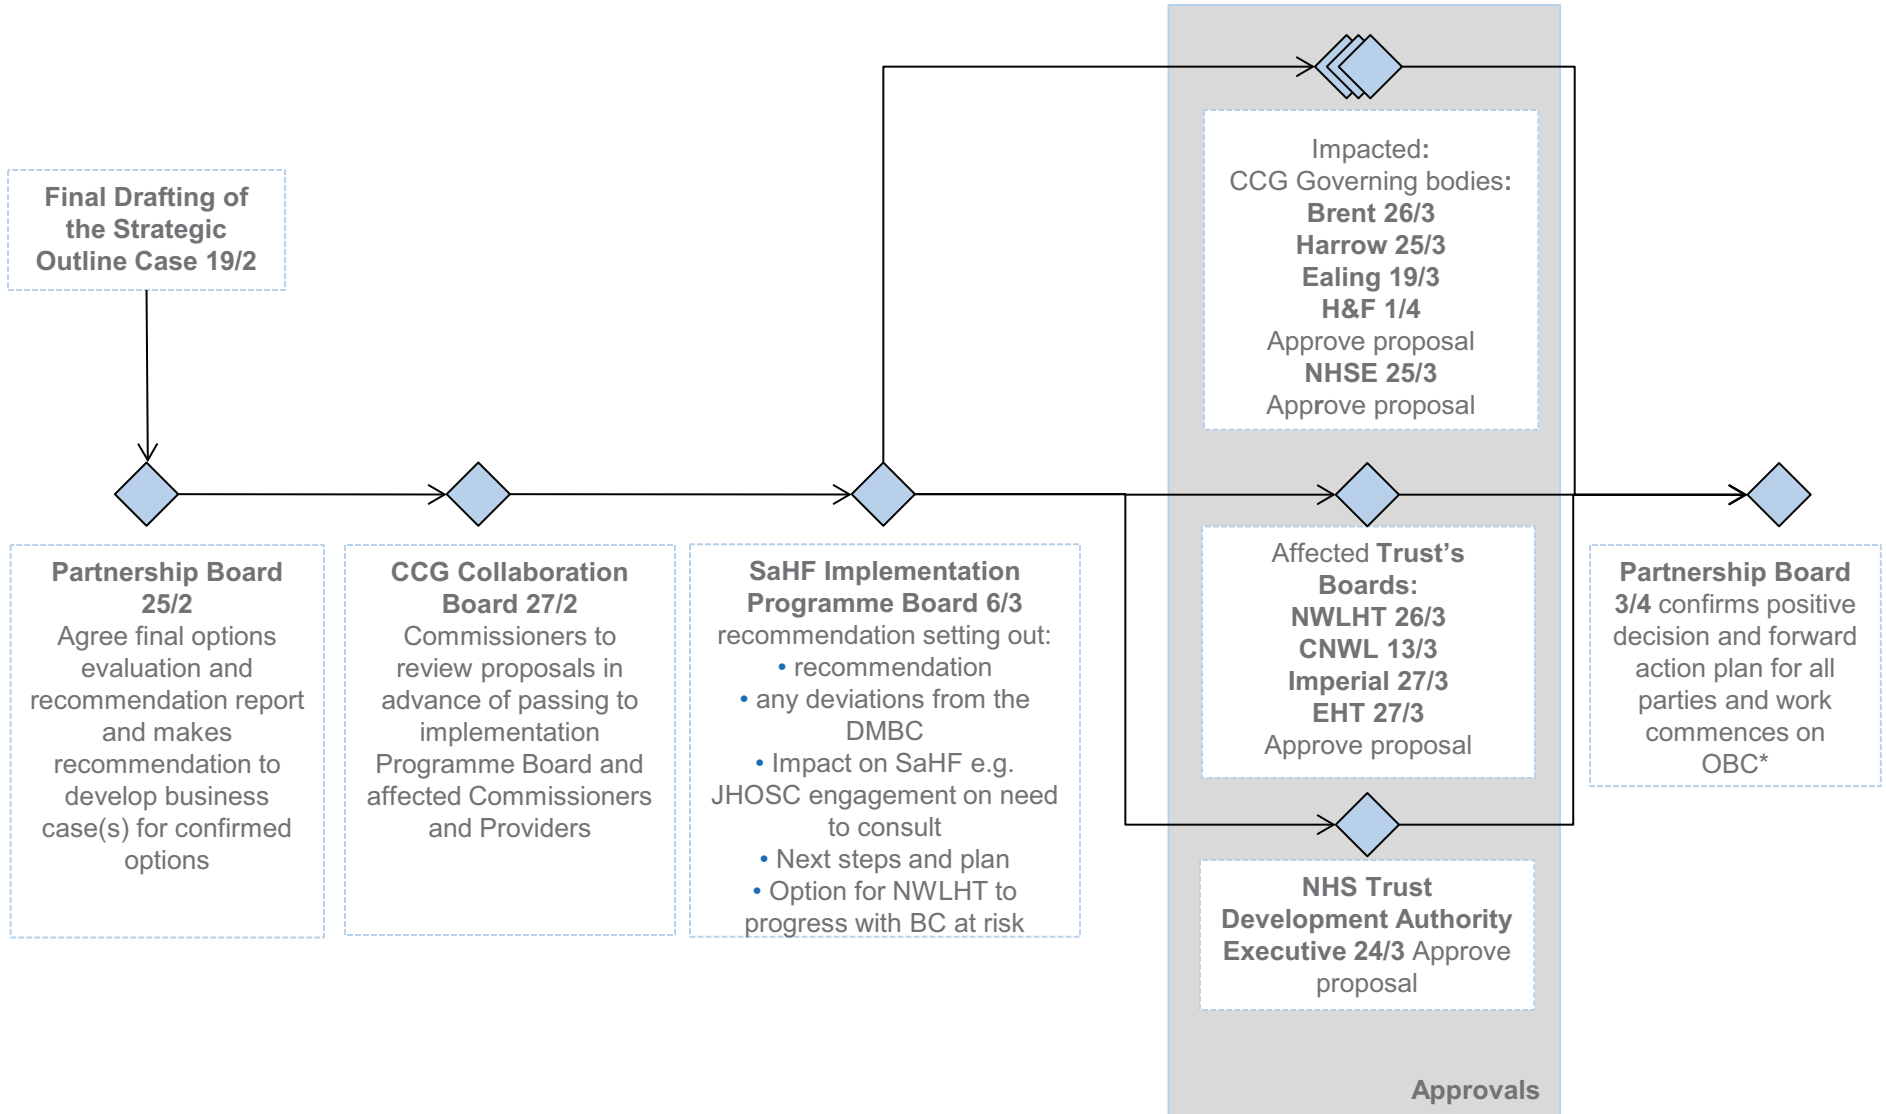 Final Drafting of
the Strategic
Outline Case 19/2
Partnership Board
25/2
Agree final options
evaluation and
recommendation report
and makes
recommendation to
develop business
case(s) for confirmed
options
CCG Collaboration
Board 27/2
Commissioners to
review proposals in
advance of passing to
implementation
Programme Board and
affected Commissioners
and Providers
SaHF Implementation
Programme Board 6/3
recommendation setting out:
• recommendation
• any deviations from the
DMBC
• Impact on SaHF e.g.
JHOSC engagement on need
to consult
• Next steps and plan
• Option for NWLHT to
progress with BC at risk
Impacted:
CCG Governing bodies:
Brent 26/3
Harrow 25/3
Ealing 19/3
H&F 1/4
Approve proposal
NHSE 25/3
Approve proposal
Affected Trust's
Boards:
NWLHT 26/3
CNWL 13/3
Imperial 27/3
EHT 27/3
Approve proposal
NHS Trust
Development Authority
Executive 24/3 Approve
proposal
Approvals
Partnership Board
3/4 confirms positive
decision and forward
action plan for all
parties and work
commences on
OBC*